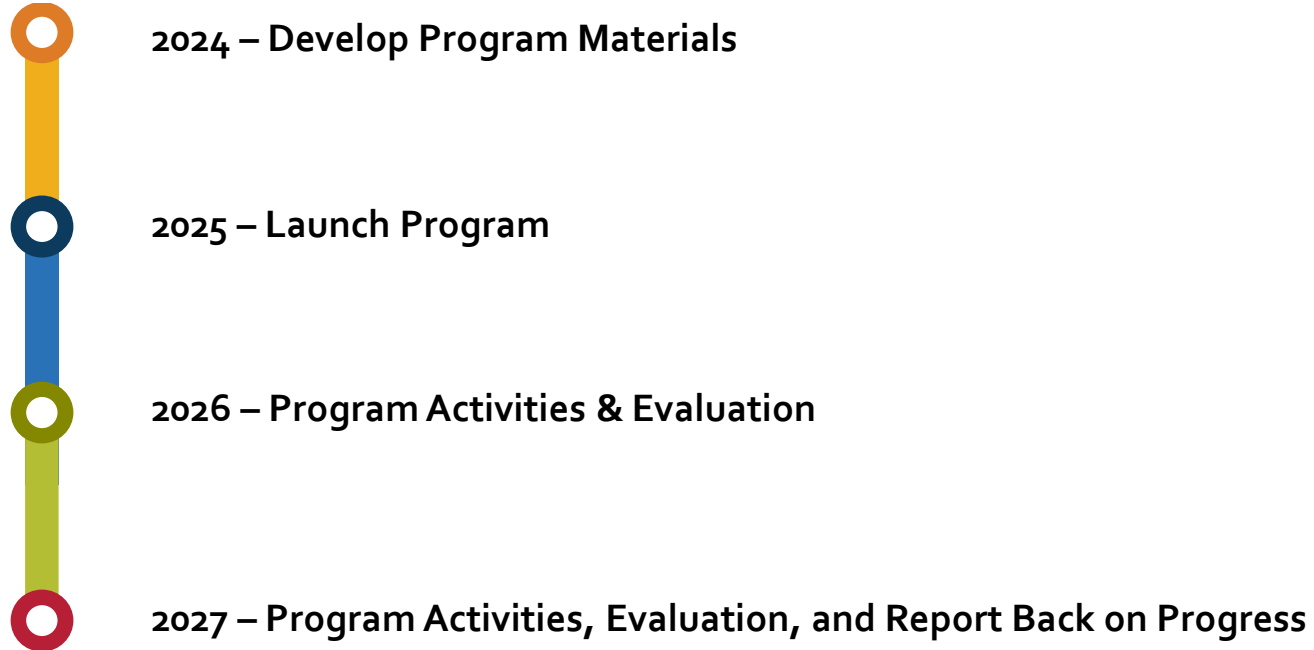 2024 – Develop Program Materials
2025 – Launch Program
2026 – Program Activities & Evaluation
2027 – Program Activities, Evaluation, and Report Back on Progress